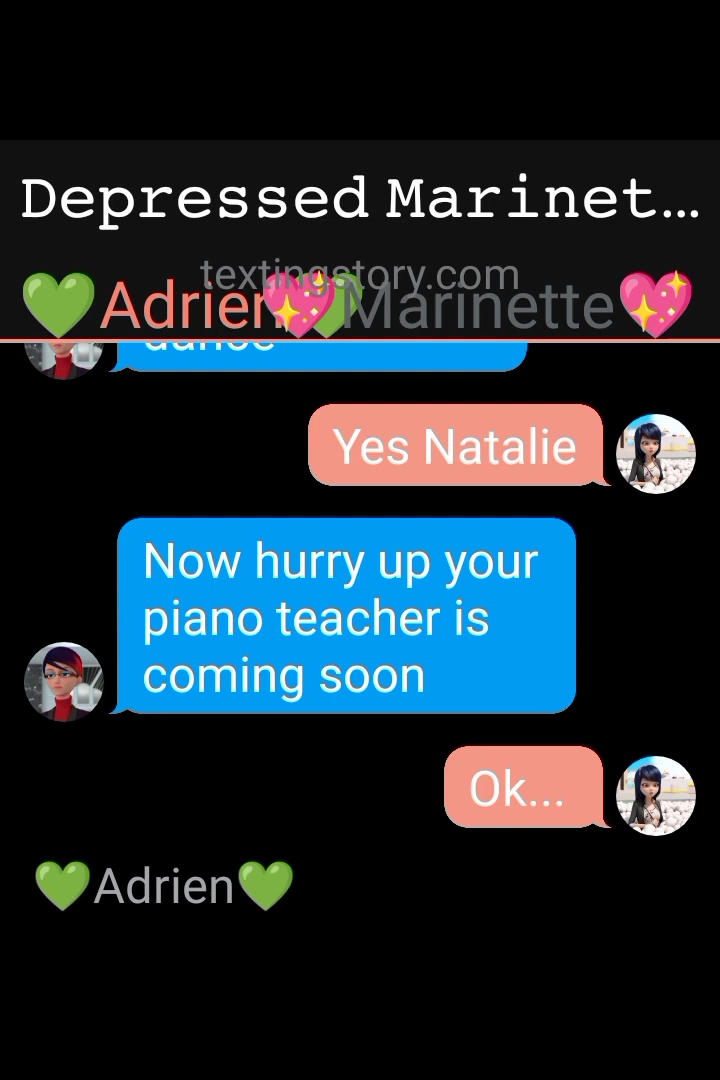 Depressed Marinet...
textingstory.com
💚Adrien💚 💖Marinette💖
dance
Yes Natalie
Now hurry up your
piano teacher is
coming soon
Ok...
💚Adrien💚